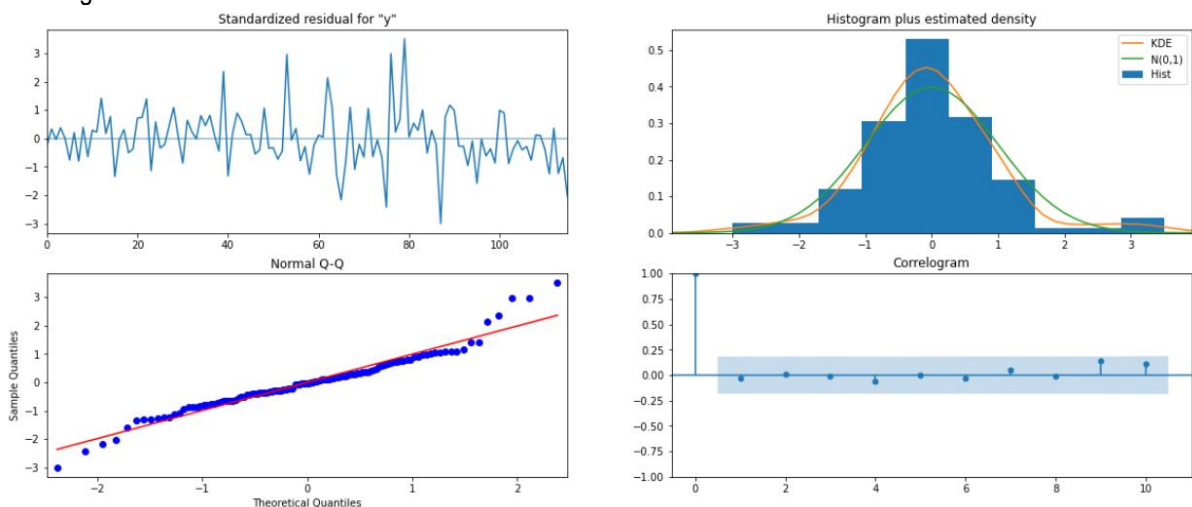 Standardized residual for "y"
3
2
1
0
−1
−2
−3
0 20 40 60 80 100
Histogram plus estimated density
KDE
N(0,1)
Hist
0.5
0.4
0.3
0.2
0.1
0.0
−3 −2 −1 0 1 2 3
Normal Q-Q
Sample Quantiles
3
2
1
0
−1
−2
−3
−2 −1 0 1 2
Theoretical Quantiles
Correlogram
1.00
0.75
0.50
0.25
0.00
−0.25
−0.50
−0.75
−1.00
0 2 4 6 8 10